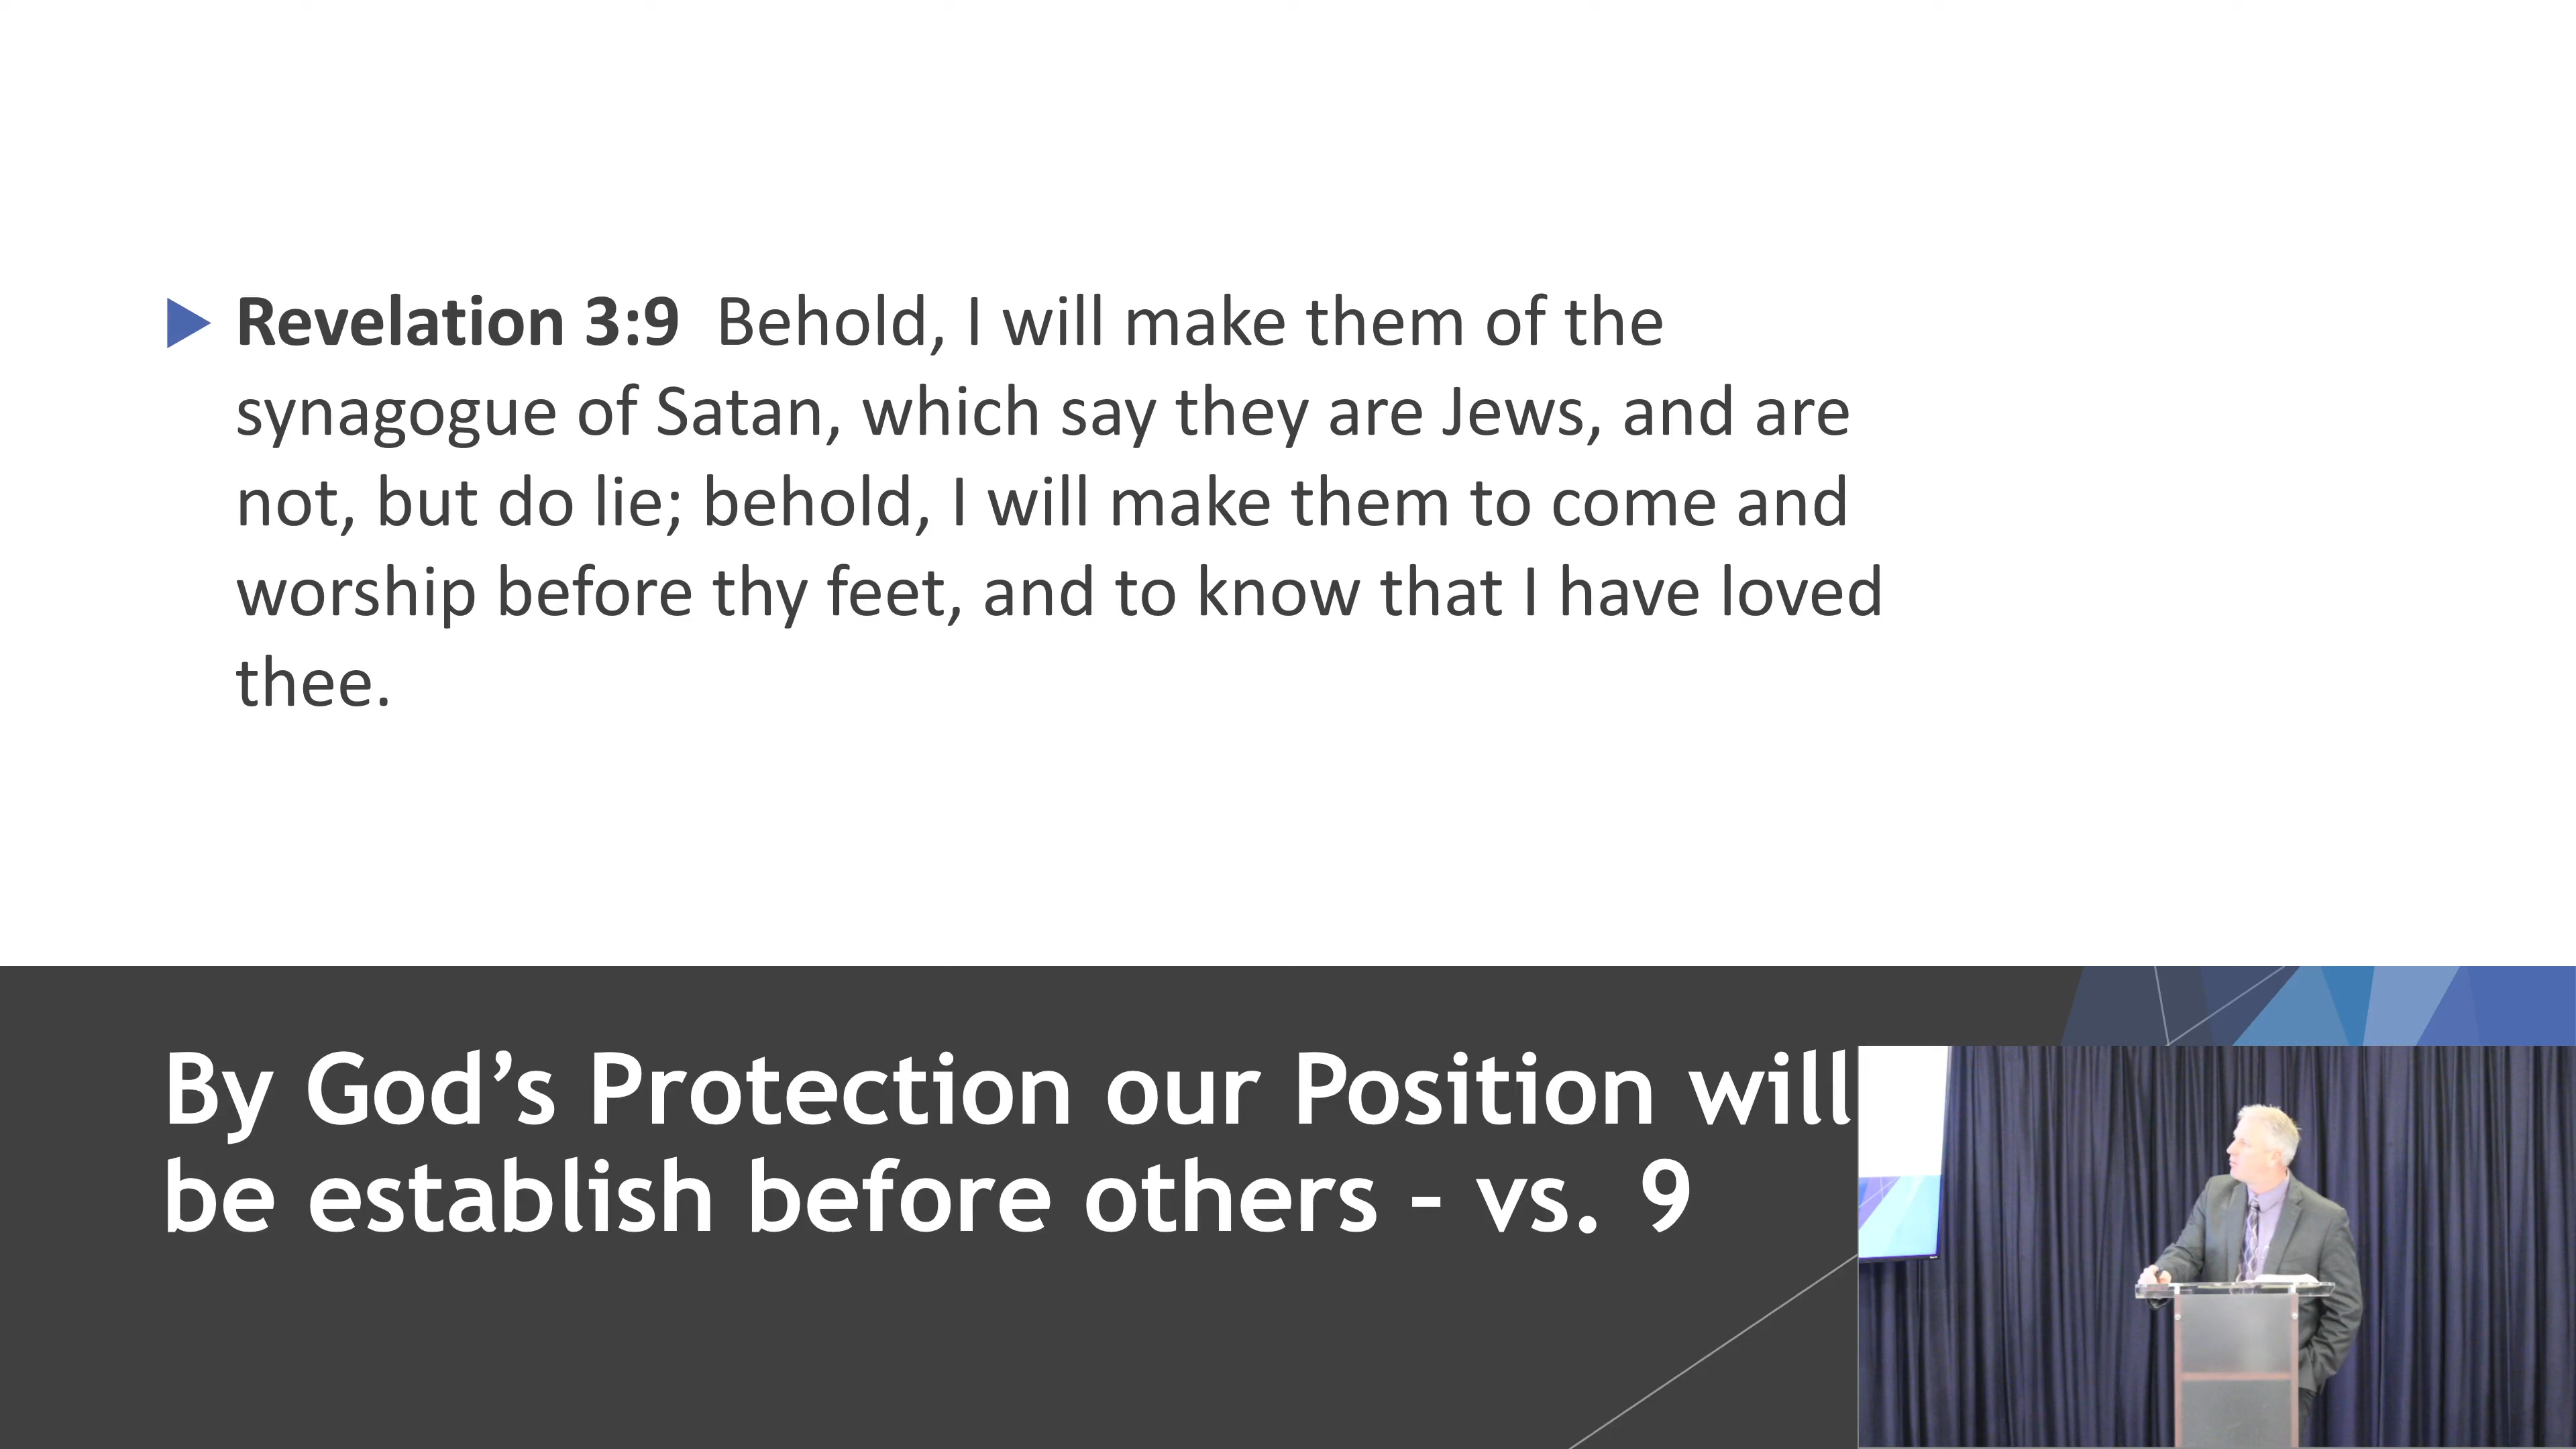 Revelation 3:9  Behold, I will make them of the
synagogue of Satan, which say they are Jews, and are
not, but do lie; behold, I will make them to come and
worship before thy feet, and to know that I have loved
thee.
By God’s Protection our Position will
be establish before others - vs. 9